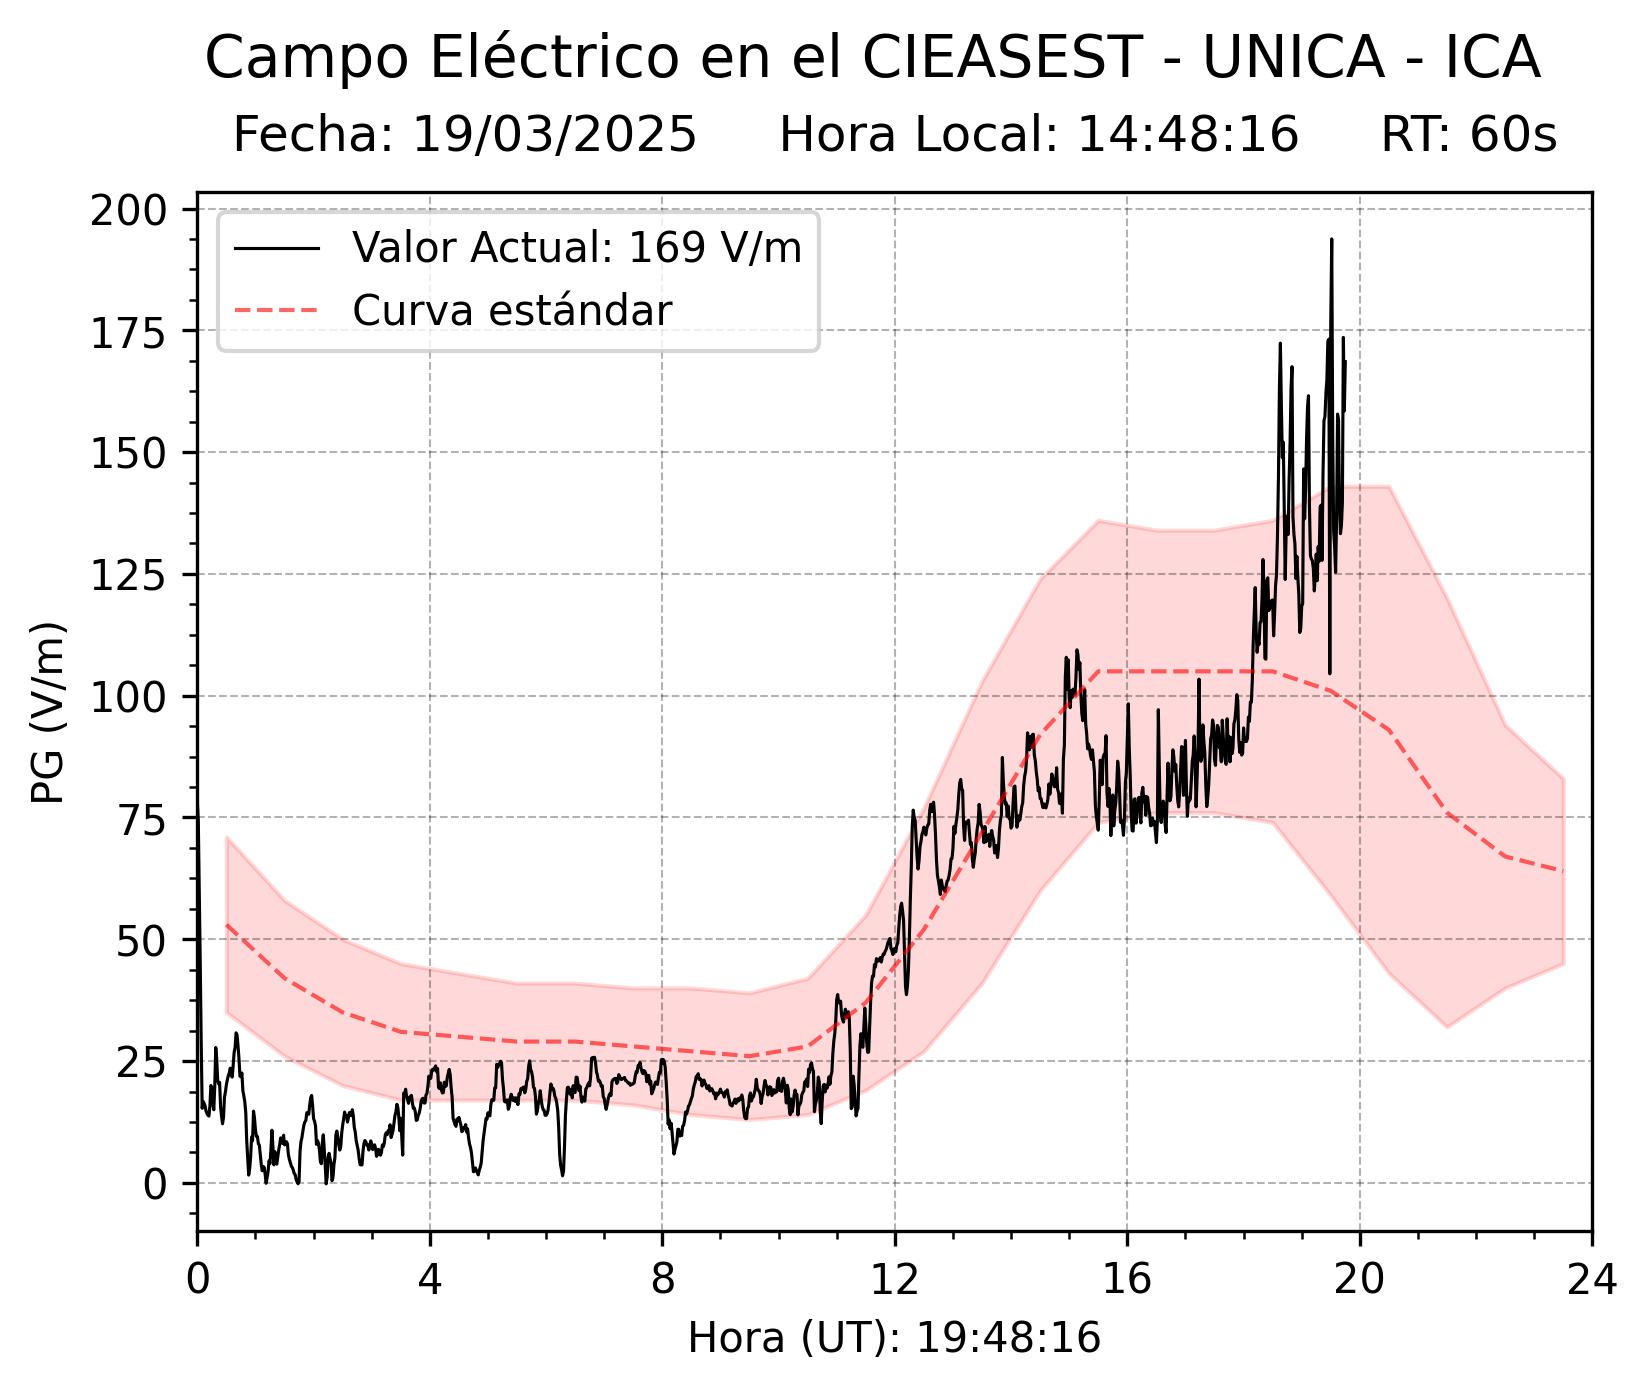 Campo Eléctrico en el CIEASEST - UNICA - ICA
Fecha: 19/03/2025 Hora Local: 14:48:16 RT: 60s
Valor Actual: 169 V/m
Curva estándar
PG (V/m)
200
175
150
125
100
75
50
25
0
0 4 8 12 16 20 24
Hora (UT): 19:48:16